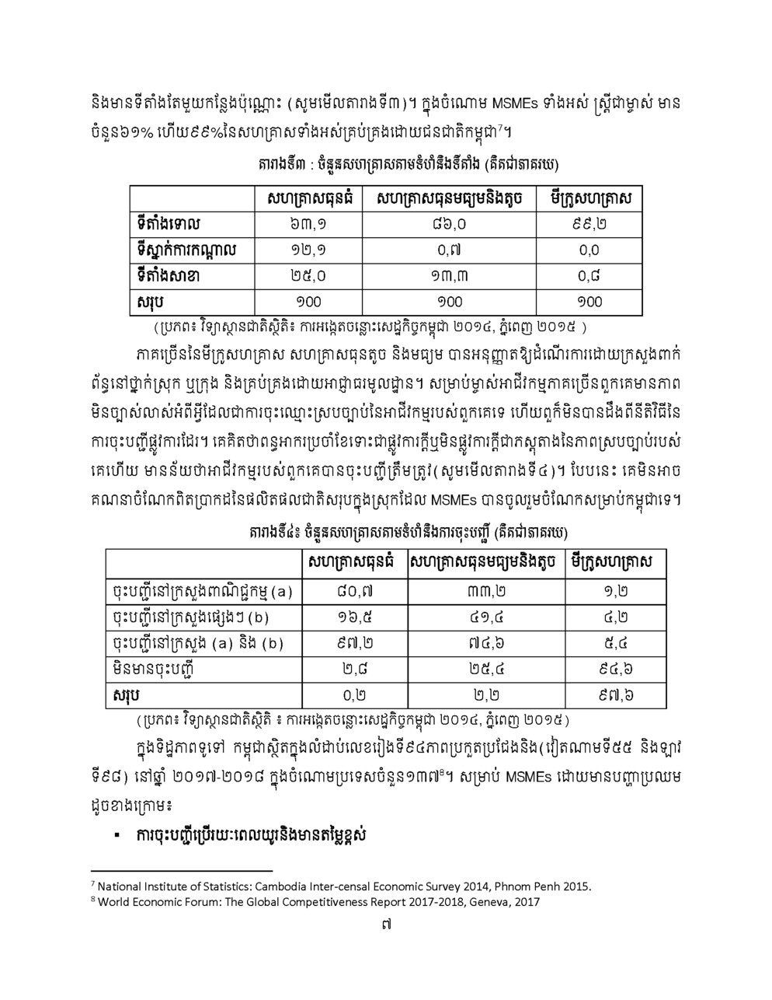 និងមានទីតាំងតែមួយកន្លែងប៉ុណ្ណោះ (សូមមើលតារាងទី៣)។ ក្នុងចំណោម MSMEs ទាំងអស់ ស្ត្រីជាម្ចាស់ មាន
ចំនួន៦១% ហើយ៩៩%នៃសហគ្រាសទាំងអស់គ្រប់គ្រងដោយជនជាតិកម្ពុជា7។
តារាងទី៣ : ចំនួនសហគ្រាសតាមទំហំនឹងទីតាំង (គឹតជាភាគរយ)
សហគ្រាសធុនធំ សហគ្រាសធុនមធ្យមនិងតូច មីក្រូសហគ្រាស
ទីតាំងទោល ៦៣,១ ៨៦,០ ៩៩,២
ទីស្នាក់ការកណ្តាល ១២,១ ០,៧ ០,០
ទីតាំងសាខា ២៥,០ ១៣,៣ ០,៨
សរុប ១០០ ១០០ ១០០
(ប្រភព៖ វិទ្យាស្ថានជាតិស្ថិតិ៖ ការអង្កេតចន្លោះសេដ្ឋកិច្ចកម្ពុជា ២០១៤, ភ្នំពេញ ២០១៥ )
ភាគច្រើននៃមីក្រូសហគ្រាស សហគ្រាសធុនតូច និងមធ្យម បានអនុញ្ញាតឱ្យដំណើរការដោយក្រសួងពាក់
ព័ន្ធនៅថ្នាក់ស្រុក ឬក្រុង និងគ្រប់គ្រងដោយអាជ្ញាធរមូលដ្ឋាន។ សម្រាប់ម្ចាស់អាជីវកម្មភាគច្រើនពួកគេមានភាព
មិនច្បាស់លាស់អំពីអ្វីដែលជាការចុះឈ្មោះស្របច្បាប់នៃអាជីវកម្មរបស់ពួកគេទេ ហើយពួក៏មិនបានដឹងពីនីតិវិធីនៃ
ការចុះបញ្ជីផ្លូវការដែរ។ គេគិតថាពន្ធអាករប្រចាំខែទោះជាផ្លូវការក្តីឬមិនផ្លូវការក្តីជាភស្តុតាងនៃភាពស្របច្បាប់របស់
គេហើយ មានន័យថាអាជីវកម្មរបស់ពួកគេបានចុះបញ្ជីត្រឹមត្រូវ(សូមមើលតារាងទី៤)។ បែបនេះ គេមិនអាច
គណនាចំណែកពិតប្រាកដនៃផលិតផលជាតិសរុបក្នុងស្រុកដែល MSMEs បានចូលរួមចំណែកសម្រាប់កម្ពុជាទេ។
តារាងទី៤៖ ចំនួនសហគ្រាសតាមទំហំនឹងការចុះបញ្ជី (គឹតជាភាគរយ)
សហគ្រាសធុនធំ សហគ្រាសធុនមធ្យមនិងតូច មីក្រូសហគ្រាស
ចុះបញ្ជីនៅក្រសួងពាណិជ្ជកម្ម (a) ៨០,៧ ៣៣,២ ១,២
ចុះបញ្ជីនៅក្រសួងផ្សេងៗ (b) ១៦,៥ ៤១,៤ ៤,២
ចុះបញ្ជីនៅក្រសួង (a) និង (b) ៩៧,២ ៧៤,៦ ៥,៤
មិនមានចុះបញ្ជី ២,៨ ២៥,៤ ៩៤,៦
សរុប ០,២ ២,២ ៩៧,៦
(ប្រភព៖ វិទ្យាស្ថានជាតិស្ថិតិ ៖ ការអង្កេតចន្លោះសេដ្ឋកិច្ចកម្ពុជា ២០១៤, ភ្នំពេញ ២០១៥)
ក្នុងទិដ្ឋភាពទូទៅ កម្ពុជាស្ថិតក្នុងលំដាប់លេខរៀងទី៩៤ភាពប្រកួតប្រជែងនិង(វៀតណាមទី៥៥ និងឡាវ
ទី៩៨) នៅឆ្នាំ ២០១៧-២០១៨ ក្នុងចំណោមប្រទេសចំនួន១៣៧8។ សម្រាប់ MSMEs ដោយមានបញ្ហាប្រឈម
ដូចខាងក្រោម៖
▪ ការចុះបញ្ជីប្រើរយៈពេលយូរនិងមានតម្លៃខ្ពស់
7 National Institute of Statistics: Cambodia Inter-censal Economic Survey 2014, Phnom Penh 2015.
8 World Economic Forum: The Global Competitiveness Report 2017-2018, Geneva, 2017
៧